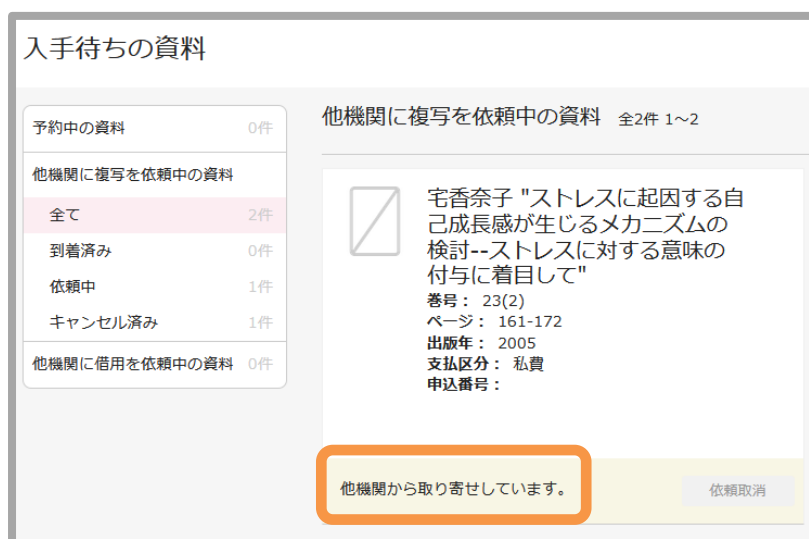 入手待ちの資料
予約中の資料 0件
他機関に複写を依頼中の資料
全て 2件
到着済み 0件
依頼中 1件
キャンセル済み 1件
他機関に借用を依頼中の資料 0件
他機関に複写を依頼中の資料 全2件 1～2
宅香奈子 "ストレスに起因する自
己成長感が生じるメカニズムの
検討--ストレスに対する意味の
付与に着目して"
巻号： 23(2)
ページ： 161-172
出版年： 2005
支払区分： 私費
申込番号：
他機関から取り寄せしています。 依頼取消